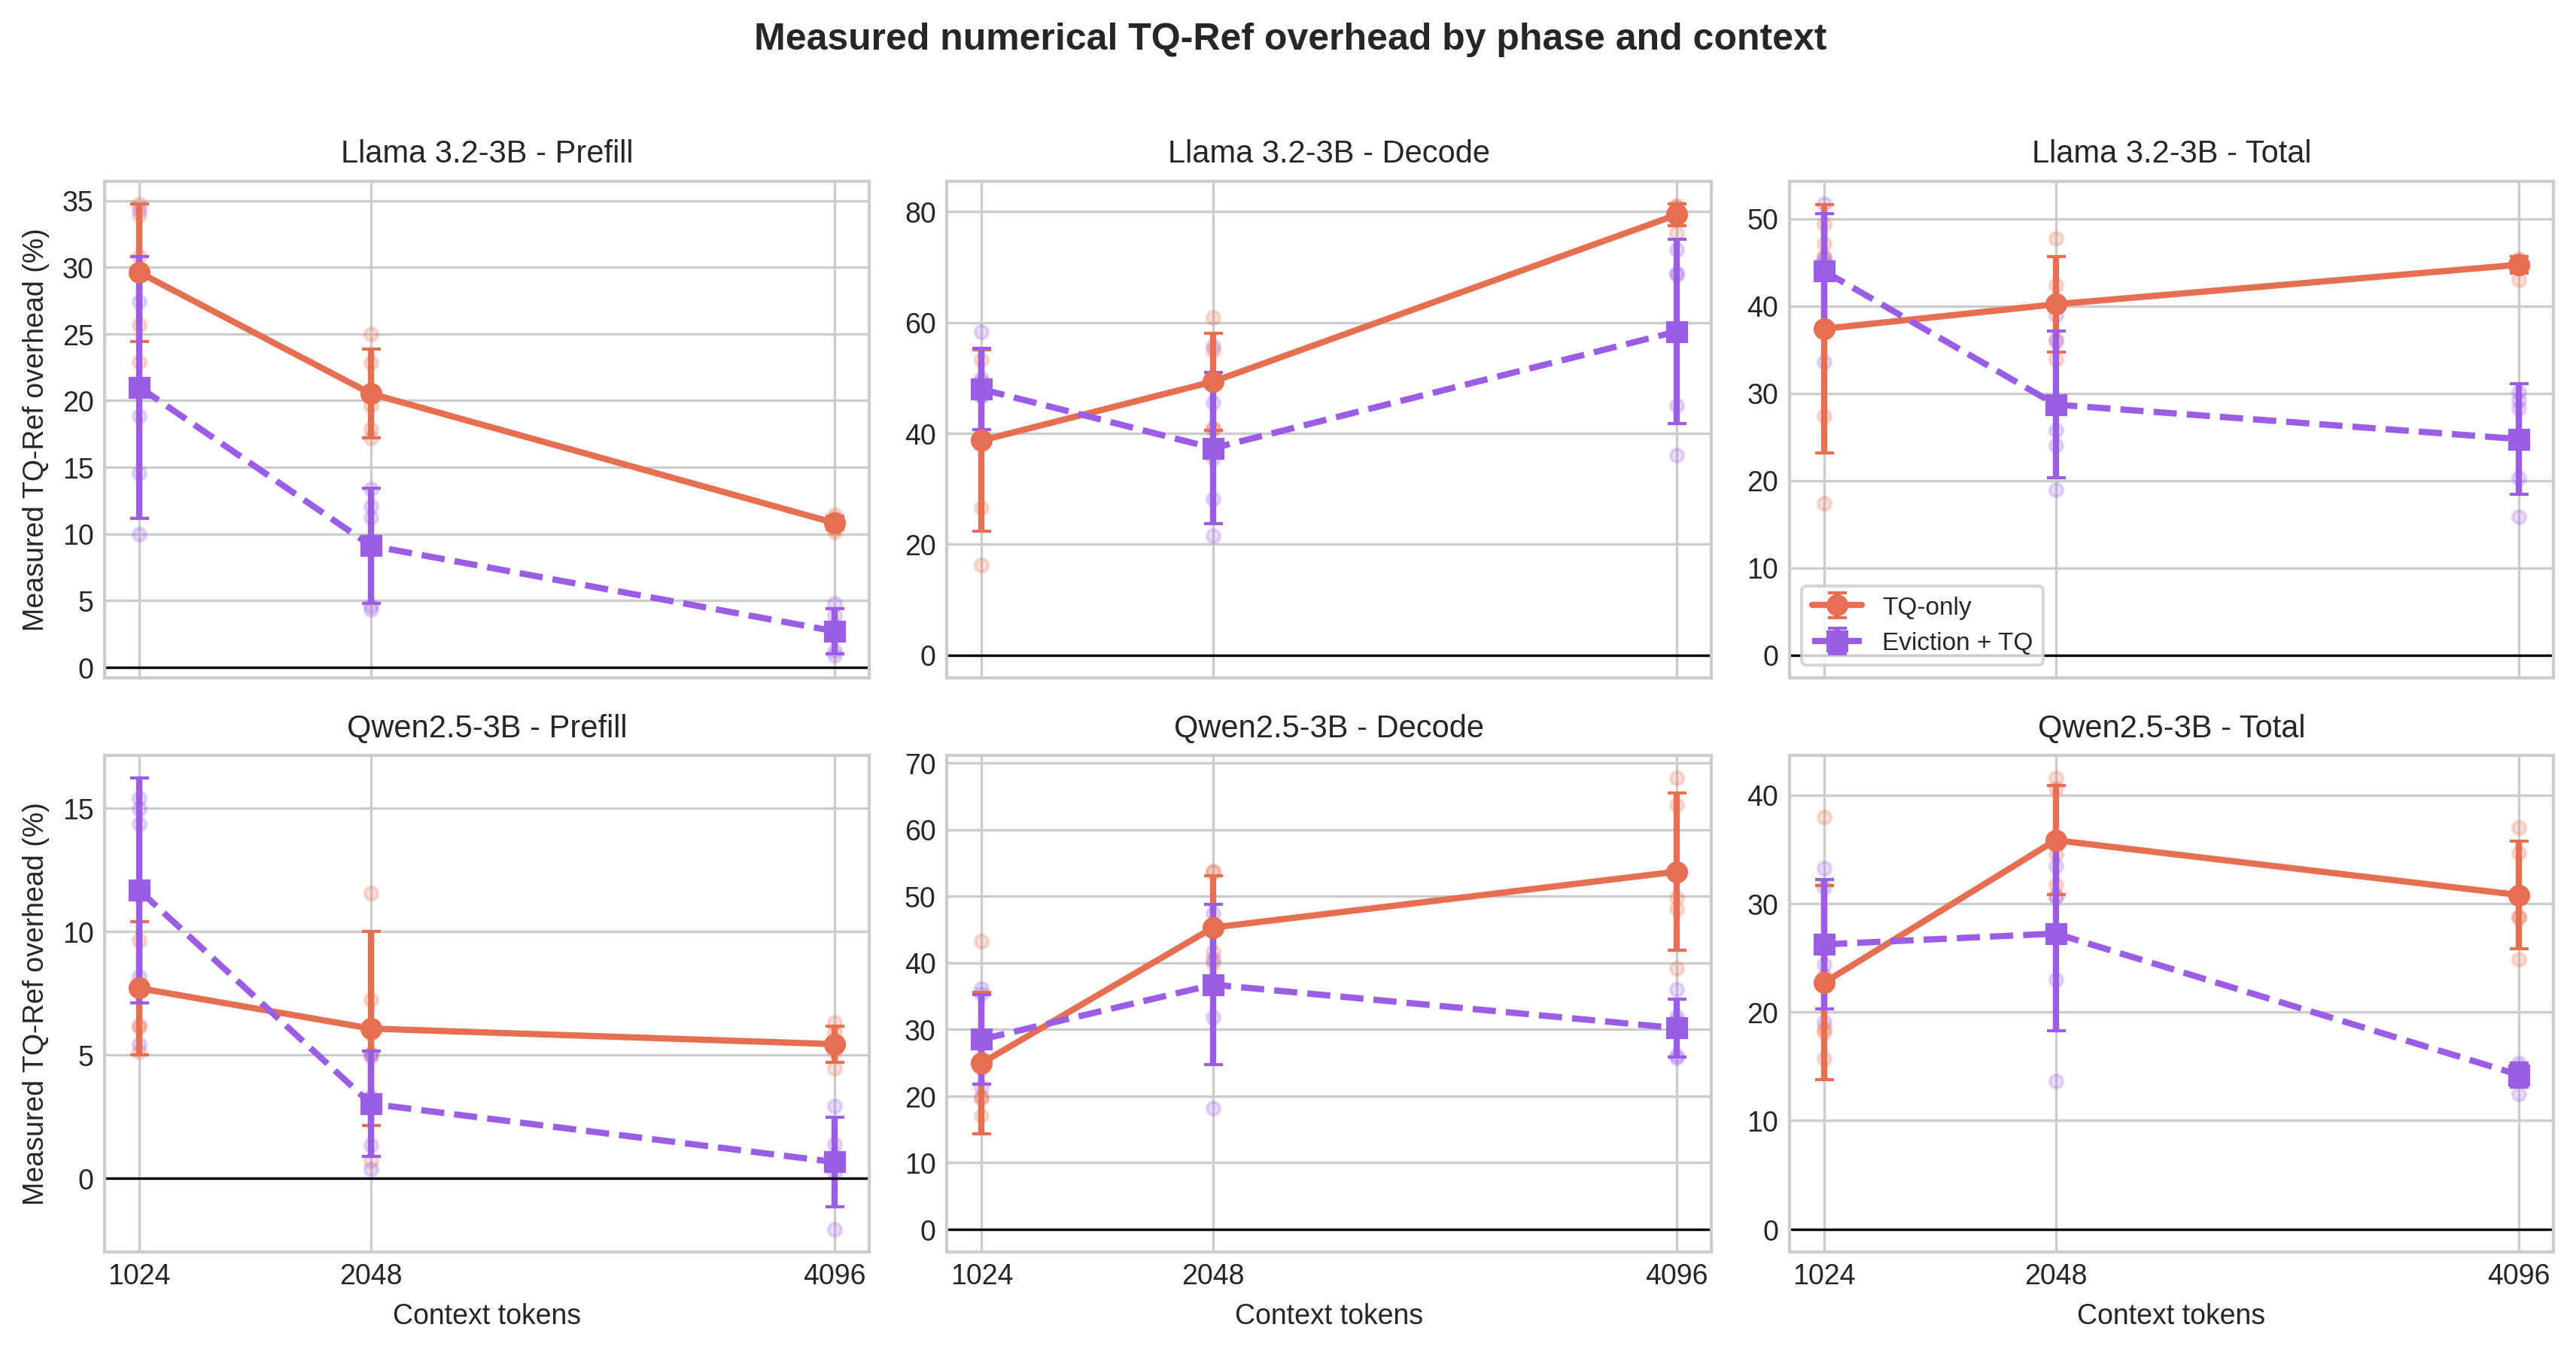 Measured numerical TQ-Ref overhead by phase and context
Llama 3.2-3B - Prefill
Llama 3.2-3B - Decode
Llama 3.2-3B - Total
Measured TQ-Ref overhead (%)
35
30
25
20
15
10
5
0
80
60
40
20
0
50
40
30
20
10
0
TQ-only
Eviction + TQ
Qwen2.5-3B - Prefill
Qwen2.5-3B - Decode
Qwen2.5-3B - Total
Measured TQ-Ref overhead (%)
15
10
5
0
70
60
50
40
30
20
10
0
40
30
20
10
0
1024 2048 4096
1024 2048 4096
1024 2048 4096
Context tokens
Context tokens
Context tokens